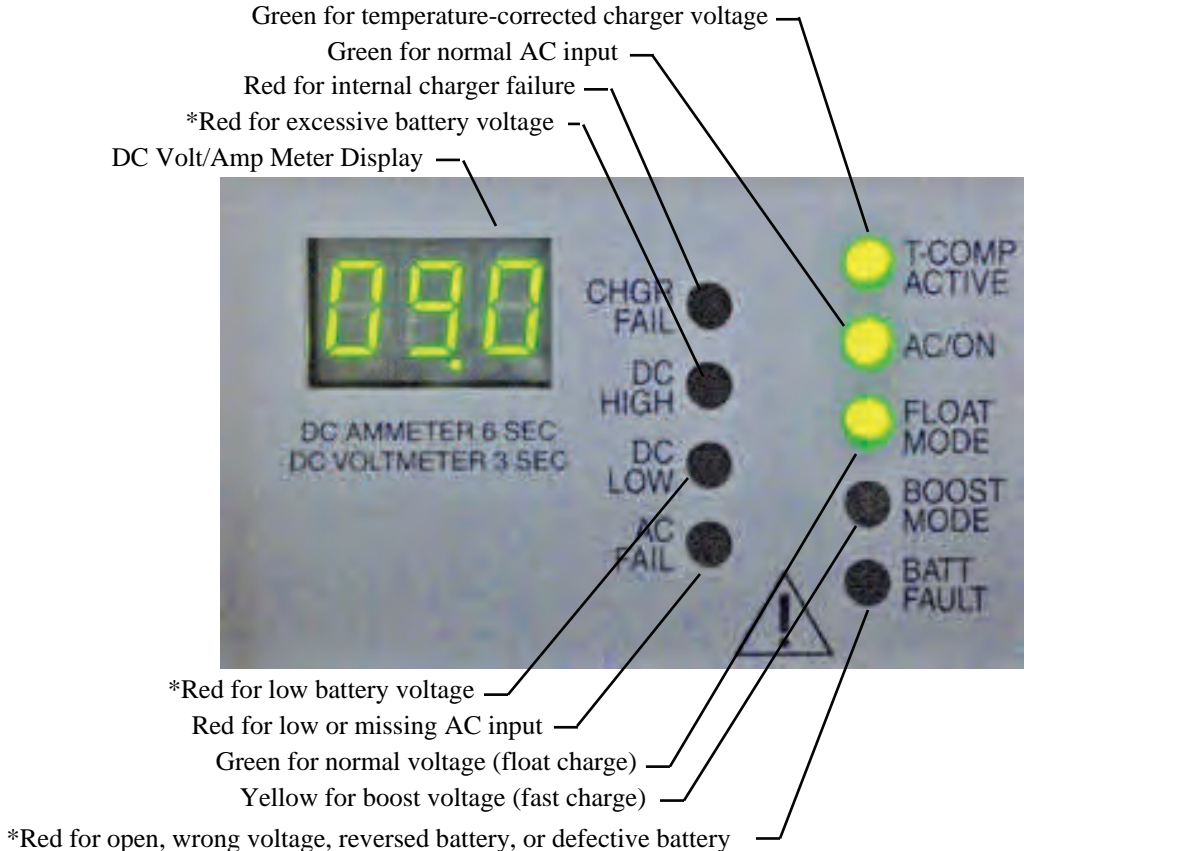 Green for temperature-corrected charger voltage
Green for normal AC input
Red for internal charger failure
*Red for excessive battery voltage
DC Volt/Amp Meter Display
09.0
DC AMMETER 6 SEC
DC VOLTMETER 3 SEC
CHGR
FAIL
DC
HIGH
DC
LOW
AC
FAIL
T-COMP
ACTIVE
AC/ON
FLOAT
MODE
BOOST
MODE
BATT
FAULT
!
*Red for low battery voltage
Red for low or missing AC input
Green for normal voltage (float charge)
Yellow for boost voltage (fast charge)
*Red for open, wrong voltage, reversed battery, or defective battery